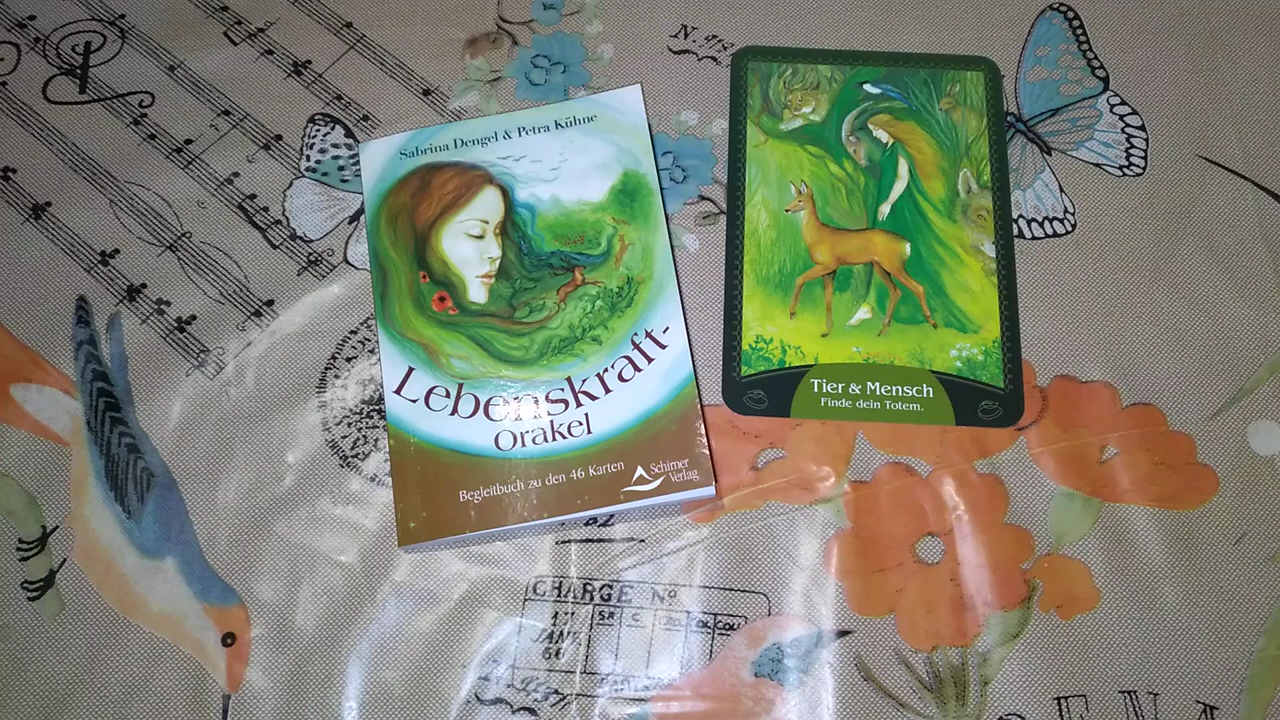 Sabrina Dengel & Petra Kühne
Lebenskraft-
Orakel
Begleitbuch zu den 46 Karten
Schirner
Verlag
Tier & Mensch
Finde dein Totem.
CHARGE Nº